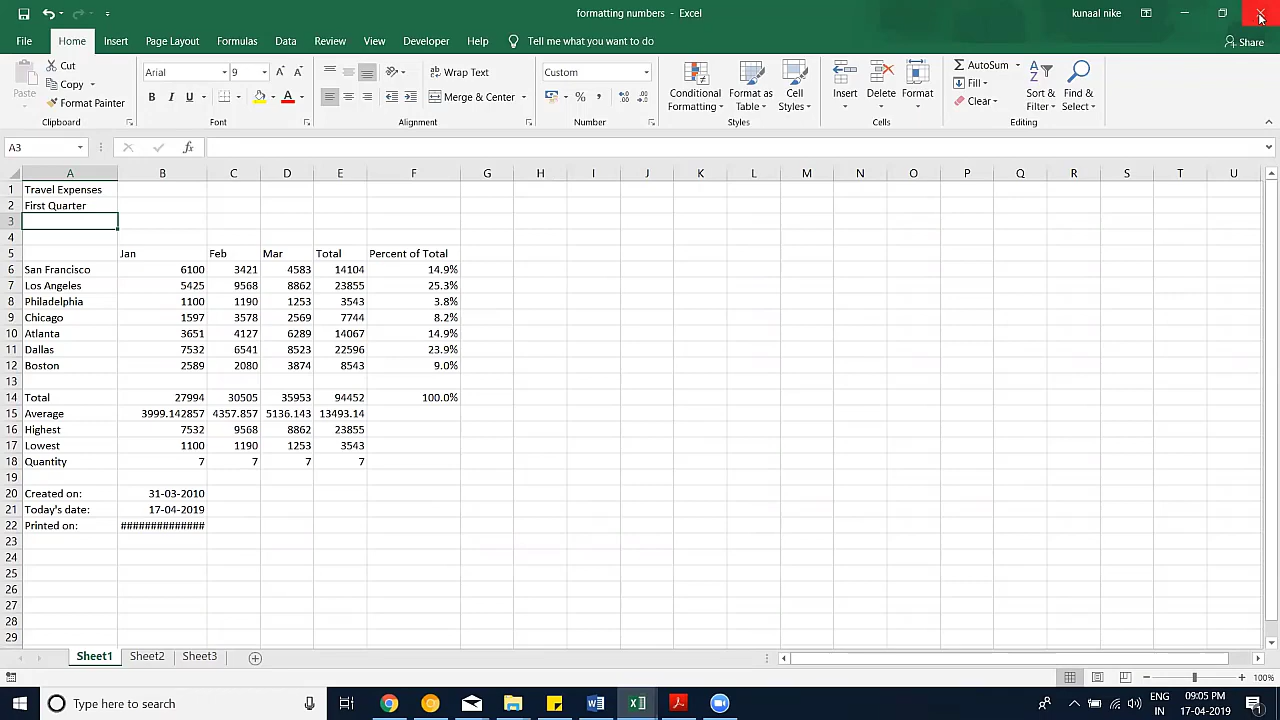 formatting numbers - Excel
kunaal nike
File Home Insert Page Layout Formulas Data Review View Developer Help Tell me what you want to do Share
Paste Cut Copy Format Painter
Clipboard
Arial 9
B I U A
Font
Wrap Text
Merge & Center
Alignment
Custom
%
Number
Conditional Formatting
Format as Table
Cell Styles
Styles
Insert Delete Format
Cells
AutoSum
Fill
Clear
Sort & Filter
Find & Select
Editing
A3 fx
A B C D E F G H I J K L M N O P Q R S T U
1 Travel Expenses
2 First Quarter
3
4
5 Jan Feb Mar Total Percent of Total
6 San Francisco 6100 3421 4583 14104 14.9%
7 Los Angeles 5425 9568 8862 23855 25.3%
8 Philadelphia 1100 1190 1253 3543 3.8%
9 Chicago 1597 3578 2569 7744 8.2%
10 Atlanta 3651 4127 6289 14067 14.9%
11 Dallas 7532 6541 8523 22596 23.9%
12 Boston 2589 2080 3874 8543 9.0%
13
14 Total 27994 30505 35953 94452 100.0%
15 Average 3999.142857 4357.857 5136.143 13493.14
16 Highest 7532 9568 8862 23855
17 Lowest 1100 1190 1253 3543
18 Quantity 7 7 7 7
19
20 Created on: 31-03-2010
21 Today's date: 17-04-2019
22 Printed on: ##############
23
24
25
26
27
28
29
Sheet1 Sheet2 Sheet3
100%
Type here to search
ENG
IN
09:05 PM
17-04-2019